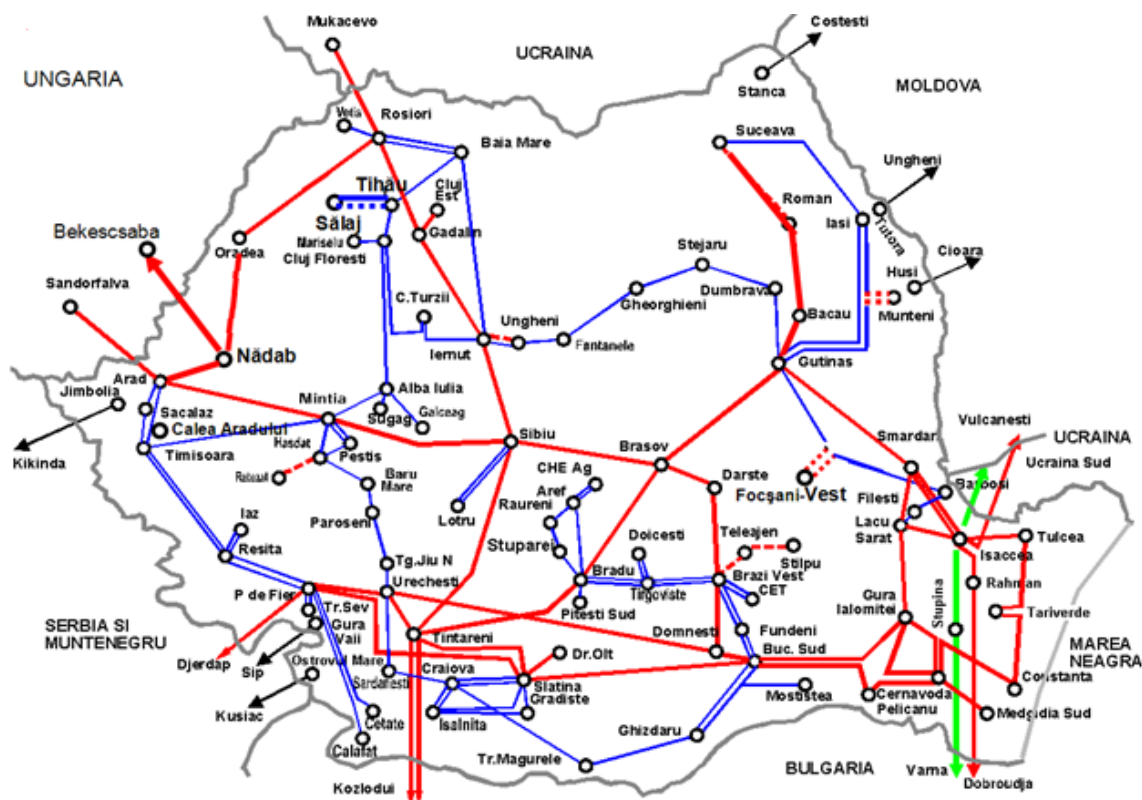 Mukacevo
Costesti
UCRAINA
UNGARIA
MOLDOVA
Stanca
Vetis
Rosiori
Baia Mare
Suceava
Ungheni
Tihău
Cluj
Est
Roman
Iasi
Tutora
Sălaj
Gadalin
Bekescsaba
Oradea
Mariselu
Cluj Floresti
Stejaru
Husi
Cioara
Sandorfalva
C.Turzii
Gheorghieni
Dumbrava
Munteni
Bacau
Iernut
Ungheni
Fantanele
Gutinas
Nădab
Arad
Jimbolia
Alba Iulia
Mintia
Sugag
Galceag
Sacalaz
Calea Aradului
Vulcanesti
Kikinda
Timisoara
Hasdat
Pestis
Sibiu
Brasov
Smardan
UCRAINA
Ucraina Sud
Baru
Mare
CHE Ag
Darste
Focşani-Vest
Barbosi
Filesti
Aref
Raureni
Lotru
Paroseni
Iaz
Lacu
Sarat
Stuparei
Doicesti
Teleajen
Stilpu
Isaccea
Tulcea
Resita
Tg.Jiu N
Urechesti
Bradu
Tirgoviste
Brazi Vest
CET
Rahman
P de Fier
Tr.Sev
Gura
Vaii
Pitesti Sud
Gura
Ialomitei
Stupina
Tariverde
SERBIA SI
MUNTENEGRU
Tintareni
Domnesti
Fundeni
Buc. Sud
MAREA
NEAGRA
Djerdap
Sip
Ostrovul Mare
Sardanesti
Craiova
Dr.Olt
Slatina
Gradiste
Mostistea
Cernavoda
Pelicanu
Constanta
Medgidia Sud
Kusiac
Cetate
Isalnita
Calafat
Ghizdaru
Tr.Magurele
BULGARIA
Varna
Dobroudja
Kozlodui